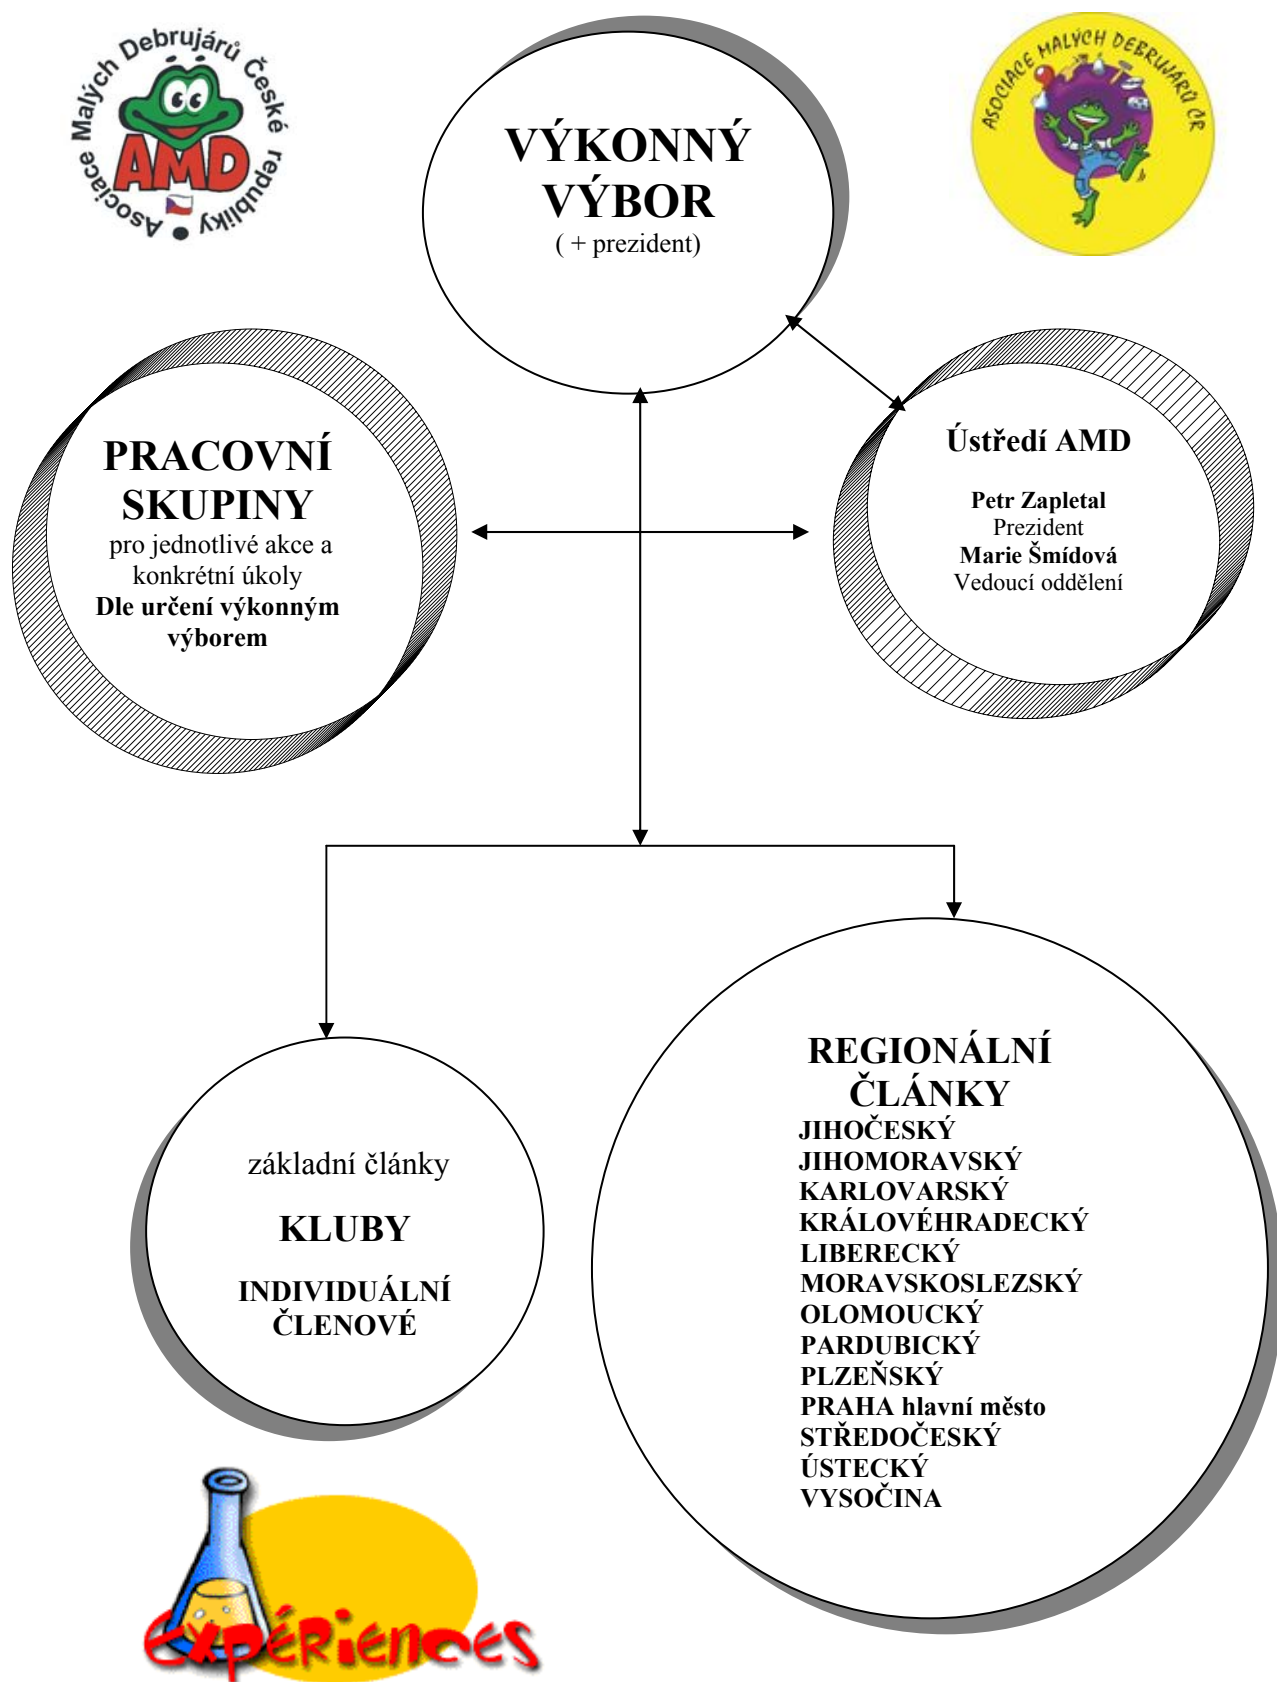 Asociace Malých Debrujárů České republiky
AMD
ASOCIACE MALÝCH DEBRUJÁRŮ ČR
VÝKONNÝ
VÝBOR
( + prezident)
PRACOVNÍ
SKUPINY
pro jednotlivé akce a
konkrétní úkoly
Dle určení výkonným
výborem
Ústředí AMD
Petr Zapletal
Prezident
Marie Šmídová
Vedoucí oddělení
základní články
KLUBY
INDIVIDUÁLNÍ
ČLENOVÉ
REGIONÁLNÍ
ČLÁNKY
JIHOČESKÝ
JIHOMORAVSKÝ
KARLOVARSKÝ
KRÁLOVÉHRADECKÝ
LIBERECKÝ
MORAVSKOSLEZSKÝ
OLOMOUCKÝ
PARDUBICKÝ
PLZEŇSKÝ
PRAHA hlavní město
STŘEDOČESKÝ
ÚSTECKÝ
VYSOČINA
ExpéRiences